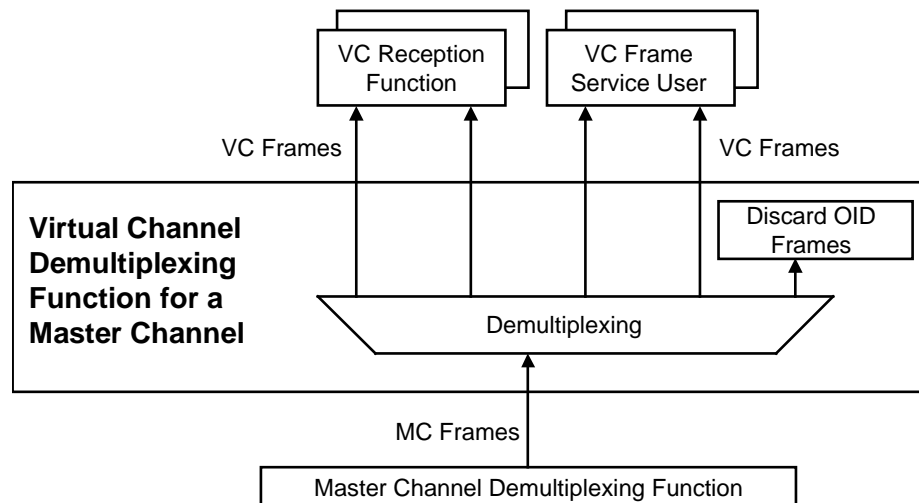 VC Reception
Function
VC Frame
Service User
VC Frames
VC Frames
Virtual Channel
Demultiplexing
Function for a
Master Channel
Discard OID
Frames
Demultiplexing
MC Frames
Master Channel Demultiplexing Function